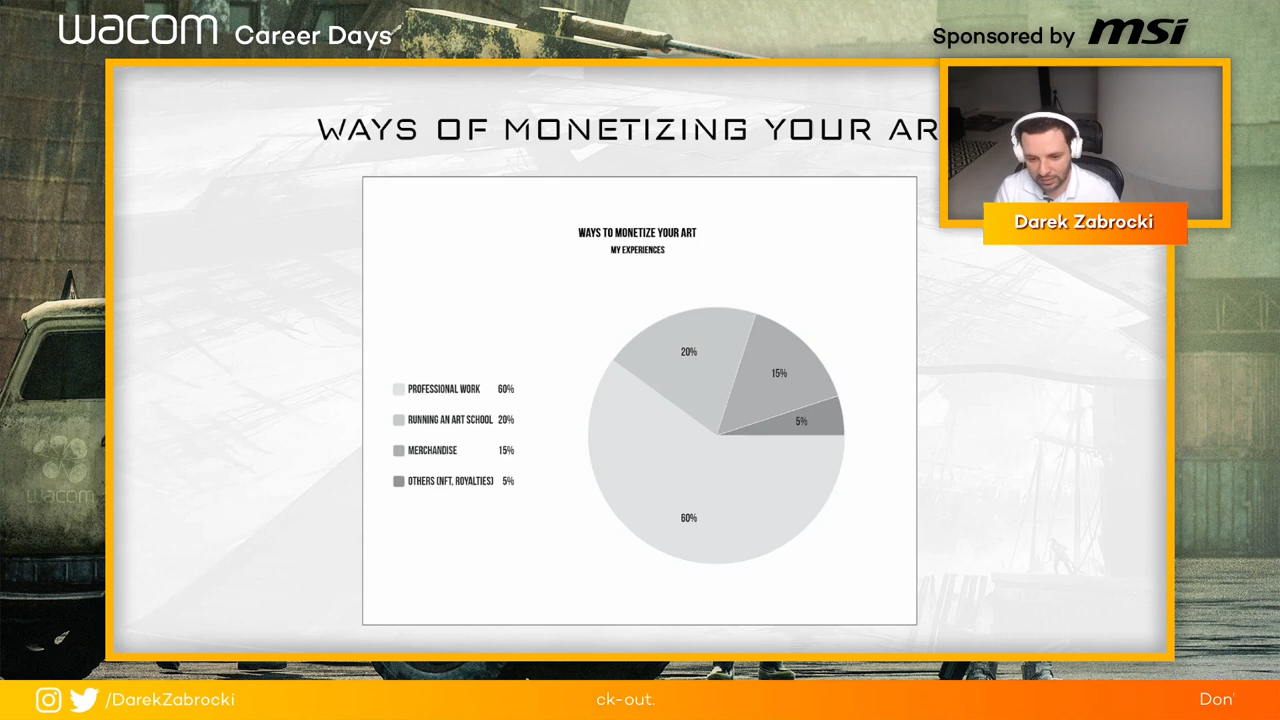 wacom Career Days
Sponsored by msi
WAYS OF MONETIZING YOUR AR
Darek Zabrocki
WAYS TO MONETIZE YOUR ART
MY EXPERIENCES
20%
15%
5%
60%
PROFESSIONAL WORK 60%
RUNNING AN ART SCHOOL 20%
MERCHANDISE 15%
OTHERS (NFT, ROYALTIES) 5%
wacom
/DarekZabrocki
ck-out.
Don'